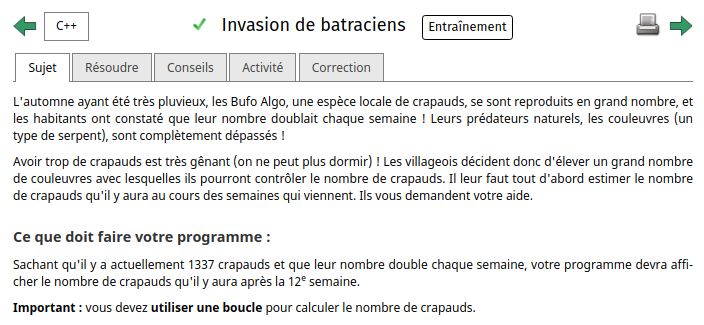 C++
Invasion de batraciens
Entraînement
Sujet
Résoudre
Conseils
Activité
Correction
L'automne ayant été très pluvieux, les Bufo Algo, une espèce locale de crapauds, se sont reproduits en grand nombre, et
les habitants ont constaté que leur nombre doublait chaque semaine ! Leurs prédateurs naturels, les couleuvres (un
type de serpent), sont complètement dépassés !
Avoir trop de crapauds est très gênant (on ne peut plus dormir) ! Les villageois décident donc d'élever un grand nombre
de couleuvres avec lesquelles ils pourront contrôler le nombre de crapauds. Il leur faut tout d'abord estimer le nombre
de crapauds qu'il y aura au cours des semaines qui viennent. Ils vous demandent votre aide.
Ce que doit faire votre programme :
Sachant qu'il y a actuellement 1337 crapauds et que leur nombre double chaque semaine, votre programme devra affi-
cher le nombre de crapauds qu'il y aura après la 12e semaine.
Important : vous devez utiliser une boucle pour calculer le nombre de crapauds.